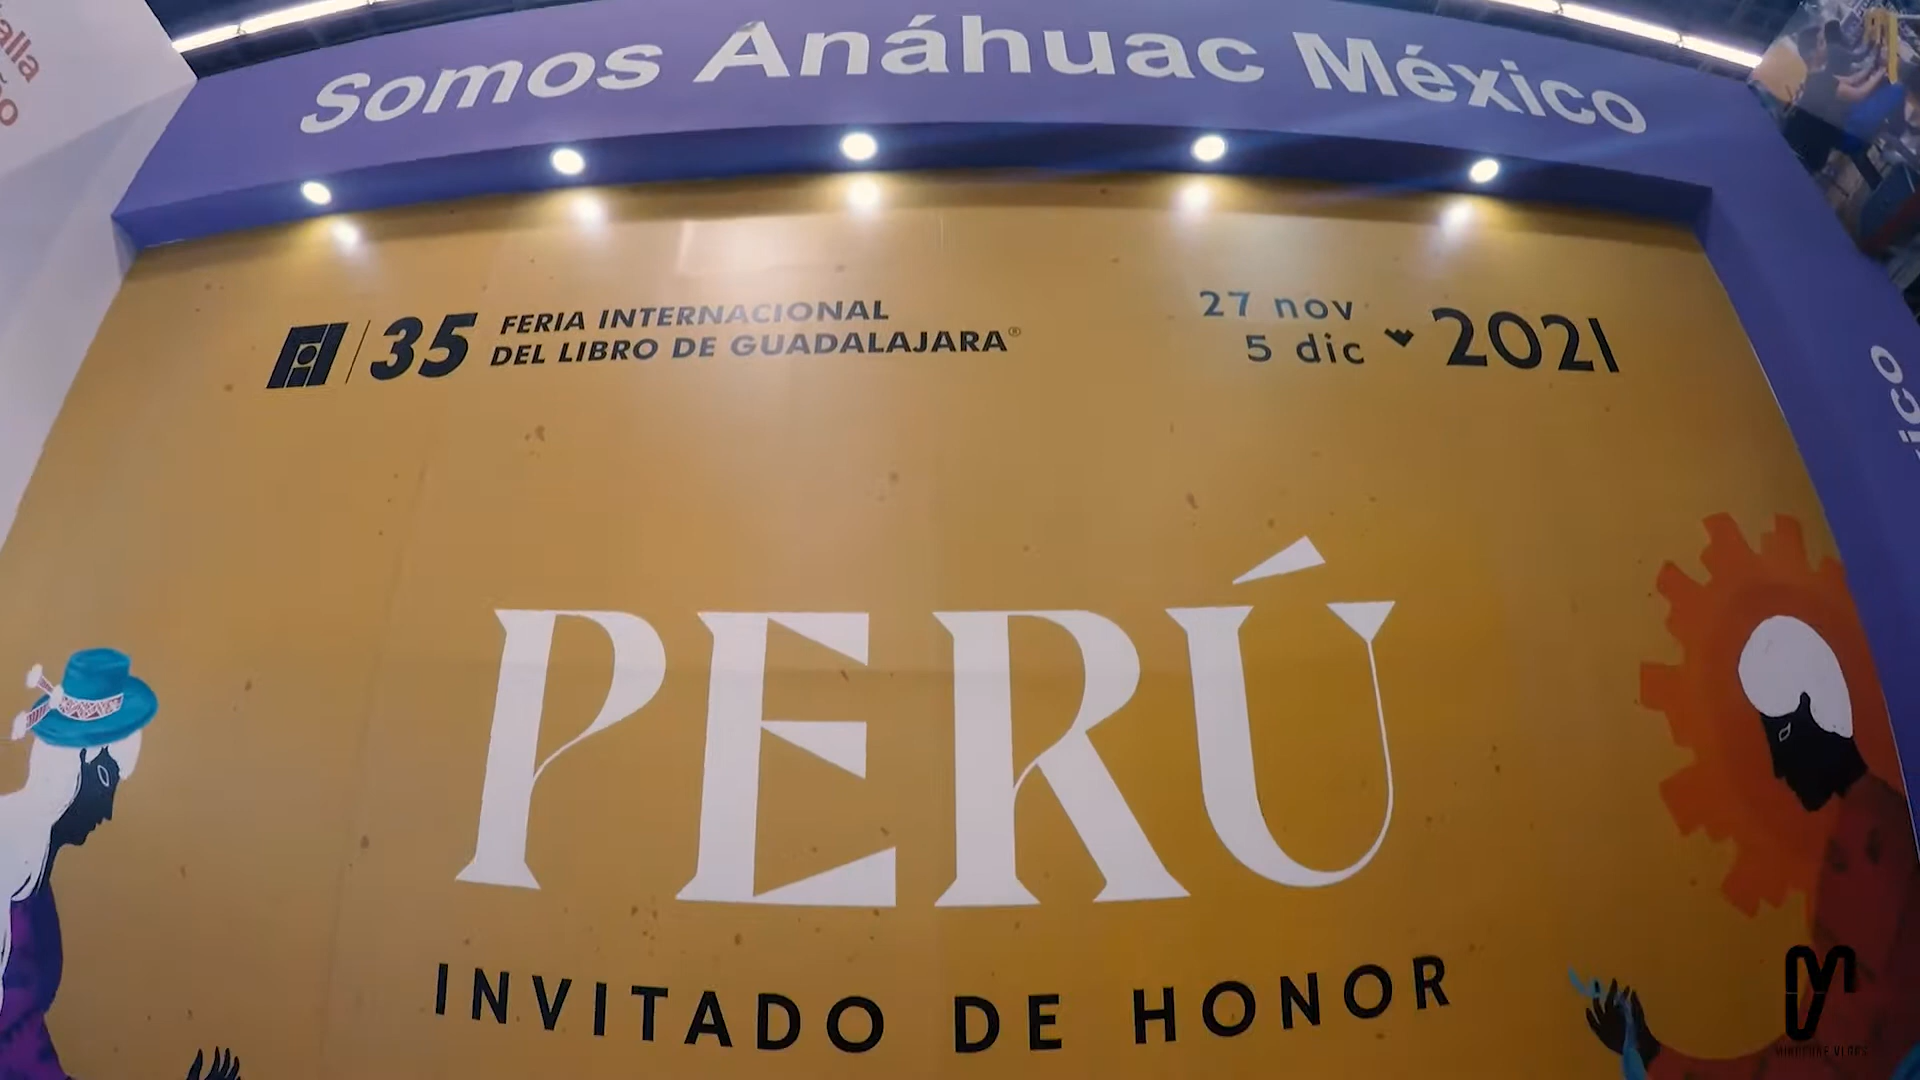 Somos Anáhuac México
FIL
35
FERIA INTERNACIONAL
DEL LIBRO DE GUADALAJARA®
27 nov
5 dic
2021
PERÚ
INVITADO DE HONOR